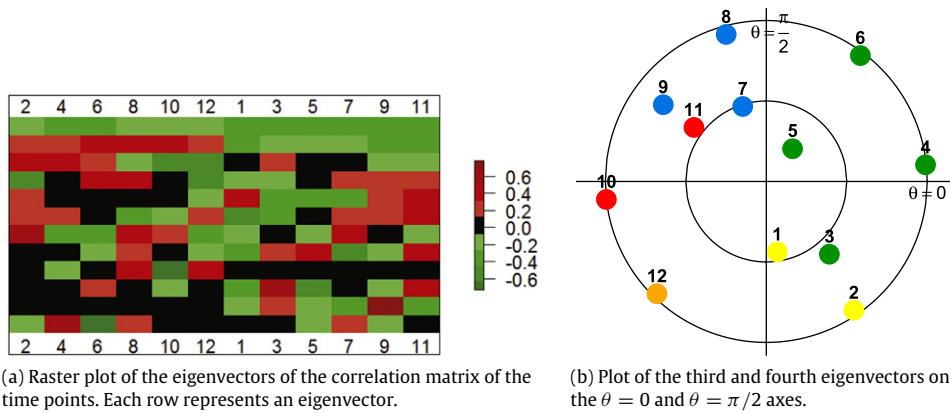 2 4 6 8 10 12 1 3 5 7 9 11
0.6
0.4
0.2
0.0
-0.2
-0.4
-0.6
2 4 6 8 10 12 1 3 5 7 9 11
(a) Raster plot of the eigenvectors of the correlation matrix of the
time points. Each row represents an eigenvector.
8
θ = π/2
6
9
7
11
5
4
10
θ = 0
1
3
12
2
(b) Plot of the third and fourth eigenvectors on
the θ = 0 and θ = π/2 axes.